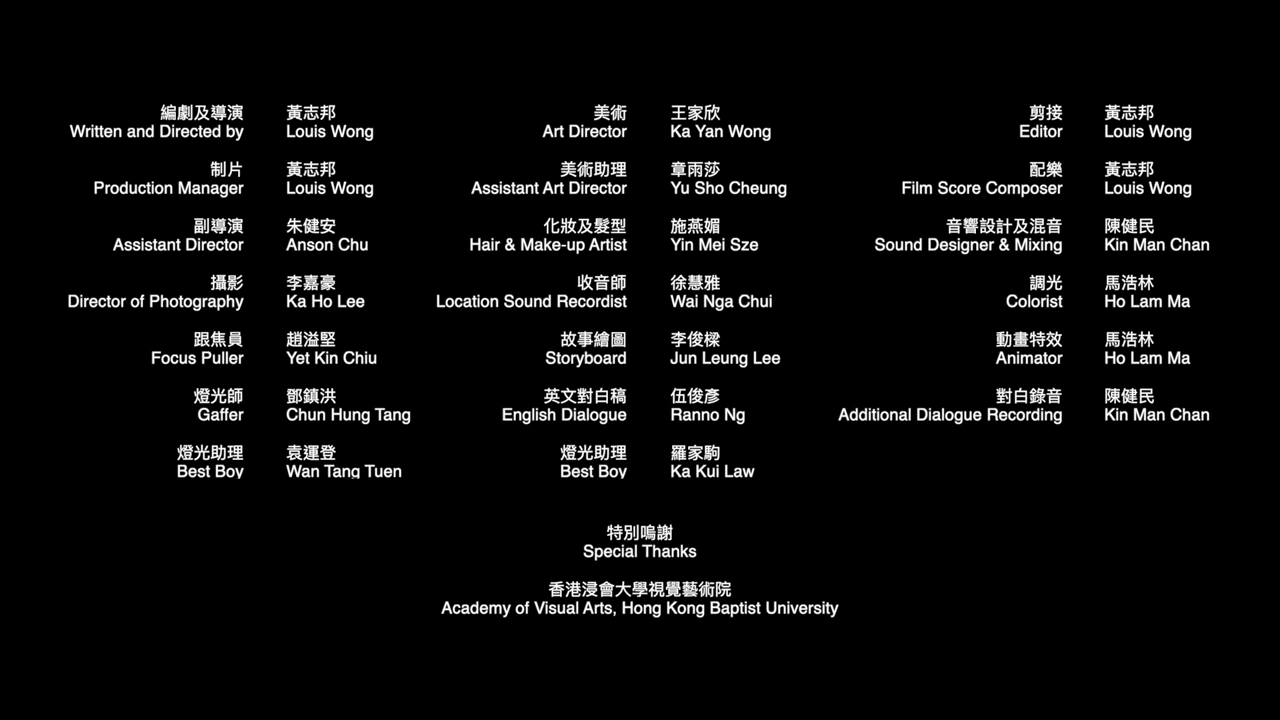 編劇及導演 黃志邦
Written and Directed by Louis Wong
制片 黃志邦
Production Manager Louis Wong
副導演 朱健安
Assistant Director Anson Chu
攝影 李嘉豪
Director of Photography Ka Ho Lee
跟焦員 趙溢堅
Focus Puller Yet Kin Chiu
燈光師 鄧鎮洪
Gaffer Chun Hung Tang
燈光助理 袁運登
Best Boy Wan Tang Tuen
美術 王家欣
Art Director Ka Yan Wong
美術助理 章雨莎
Assistant Art Director Yu Sho Cheung
化妝及髮型 施燕媚
Hair & Make-up Artist Yin Mei Sze
收音師 徐慧雅
Location Sound Recordist Wai Nga Chui
故事繪圖 李俊樑
Storyboard Jun Leung Lee
英文對白稿 伍俊彥
English Dialogue Ranno Ng
燈光助理 羅家駒
Best Boy Ka Kui Law
剪接 黃志邦
Editor Louis Wong
配樂 黃志邦
Film Score Composer Louis Wong
音響設計及混音 陳健民
Sound Designer & Mixing Kin Man Chan
調光 馬浩林
Colorist Ho Lam Ma
動畫特效 馬浩林
Animator Ho Lam Ma
對白錄音 陳健民
Additional Dialogue Recording Kin Man Chan
特別鳴謝
Special Thanks
香港浸會大學視覺藝術院
Academy of Visual Arts, Hong Kong Baptist University